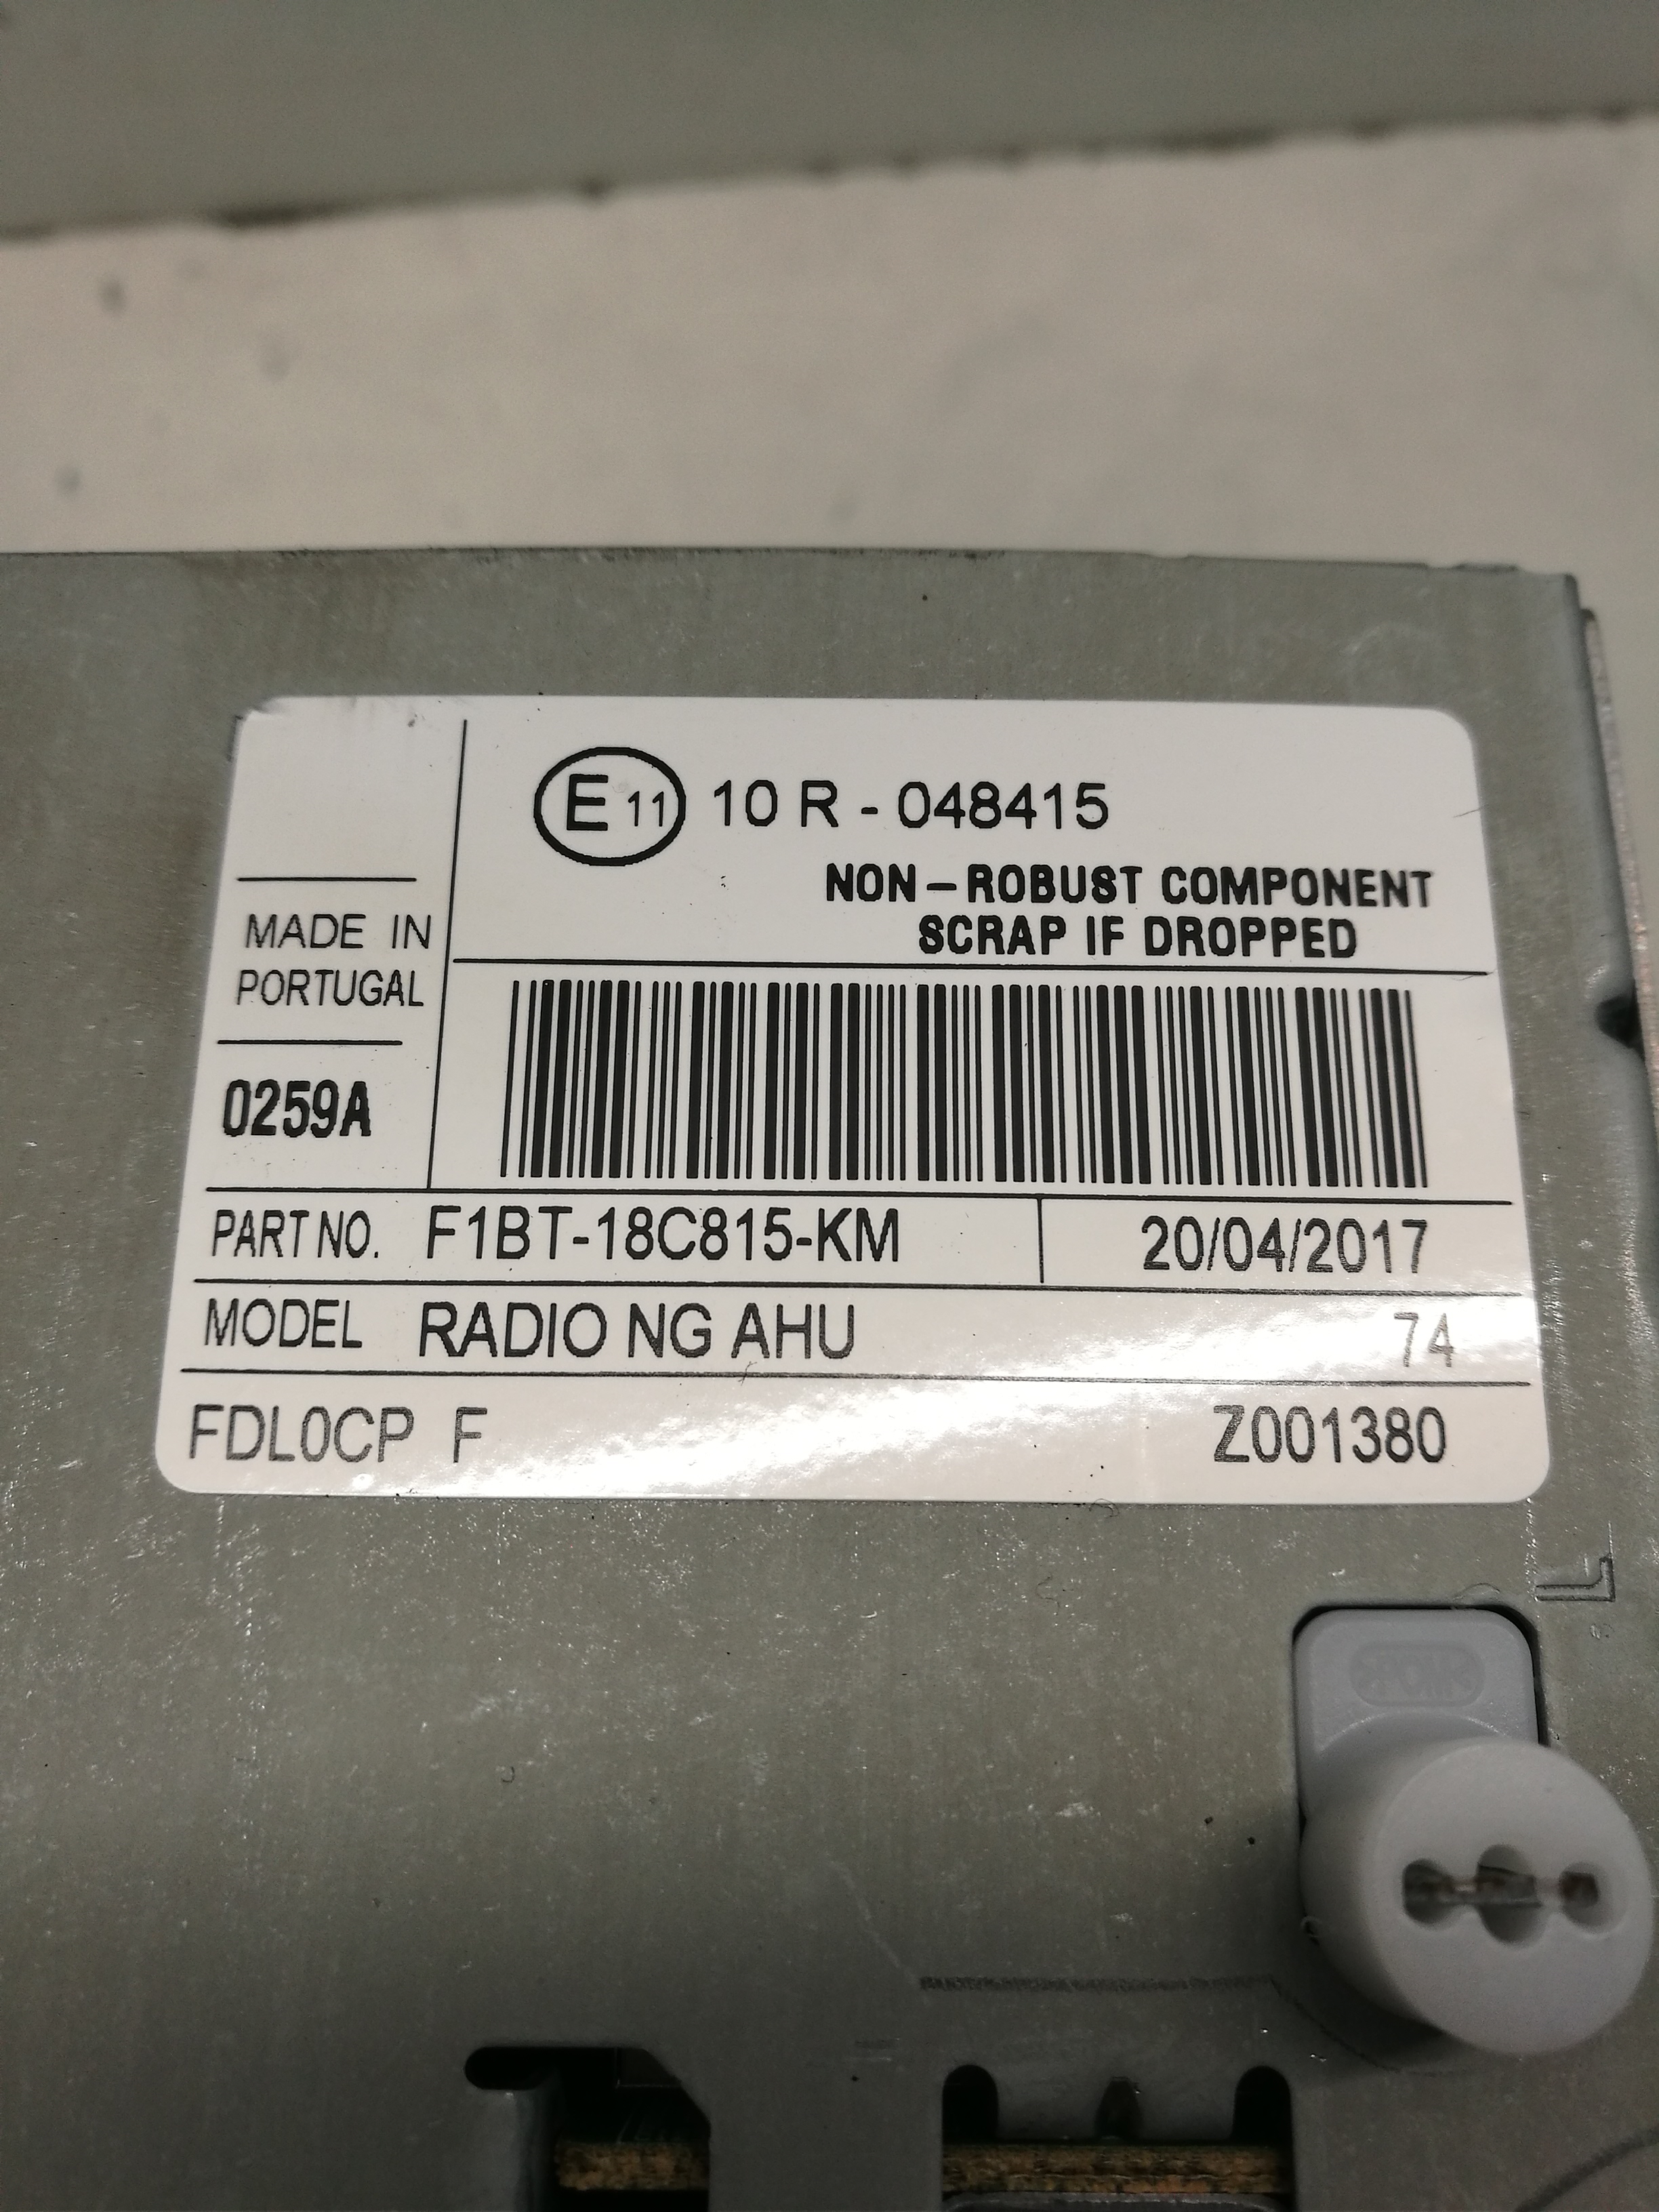 E 11 10 R - 048415
NON-ROBUST COMPONENT
SCRAP IF DROPPED
MADE IN
PORTUGAL
0259A
PART NO. F1BT-18C815-KM 20/04/2017
MODEL RADIO NG AHU 74
FDL0CP F Z001380